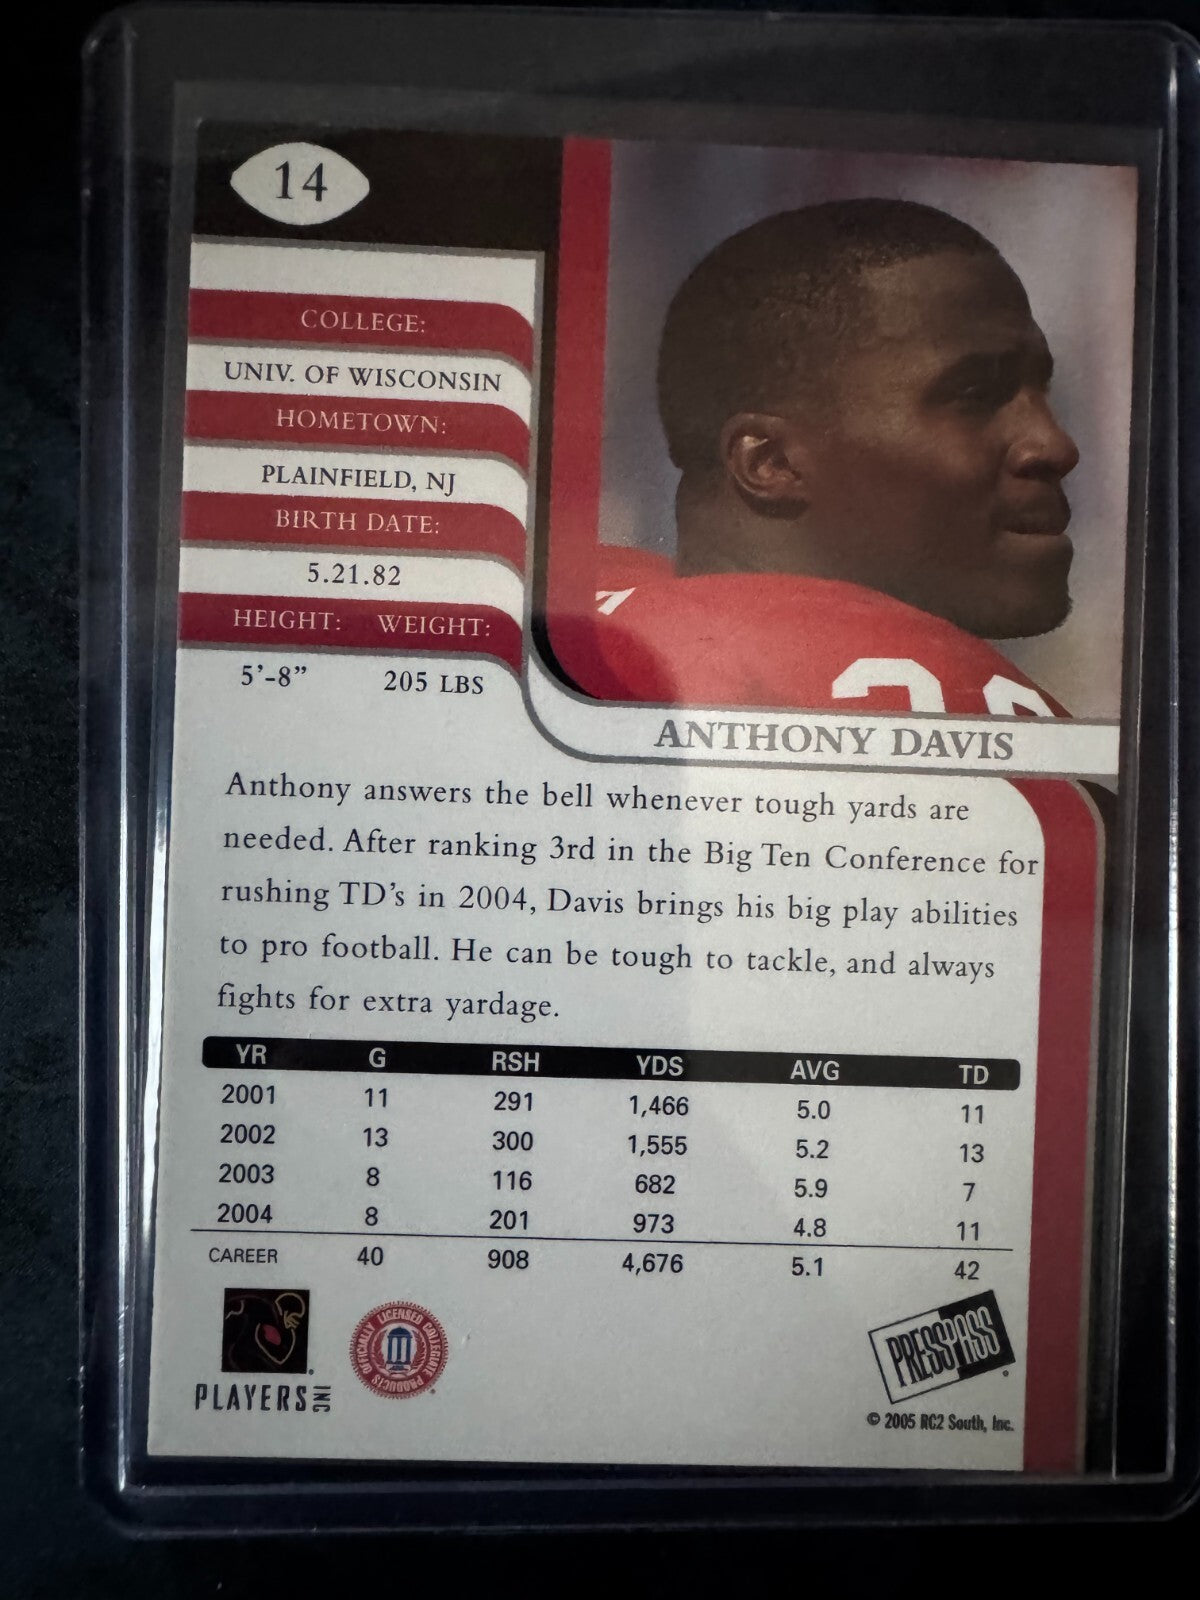 14
COLLEGE:
UNIV. OF WISCONSIN
HOMETOWN:
PLAINFIELD, NJ
BIRTH DATE:
5.21.82
HEIGHT: WEIGHT:
5'-8" 205 LBS
ANTHONY DAVIS
Anthony answers the bell whenever tough yards are
needed. After ranking 3rd in the Big Ten Conference for
rushing TD's in 2004, Davis brings his big play abilities
to pro football. He can be tough to tackle, and always
fights for extra yardage.
YR G RSH YDS AVG TD
2001 11 291 1,466 5.0 11
2002 13 300 1,555 5.2 13
2003 8 116 682 5.9 7
2004 8 201 973 4.8 11
CAREER 40 908 4,676 5.1 42
PLAYERS INC
OFFICIALLY LICENSED COLLEGIATE PRODUCTS
PRESS PASS
© 2005 RC2 South, Inc.